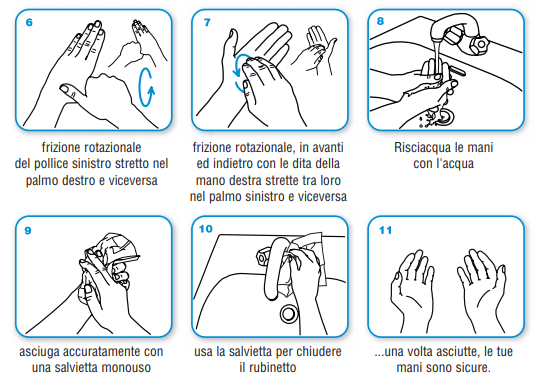 6
frizione rotazionale
del pollice sinistro stretto nel
palmo destro e viceversa
7
frizione rotazionale, in avanti
ed indietro con le dita della
mano destra strette tra loro
nel palmo sinistro e viceversa
8
Risciacqua le mani
con l'acqua
9
asciuga accuratamente con
una salvietta monouso
10
usa la salvietta per chiudere
il rubinetto
11
...una volta asciutte, le tue
mani sono sicure.